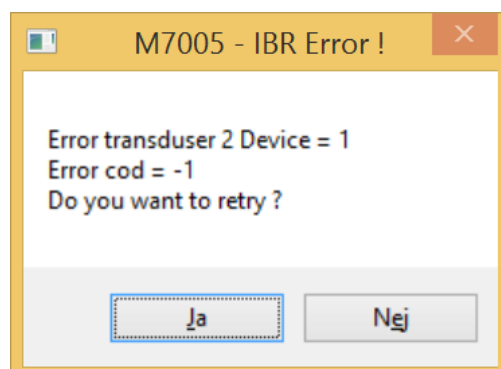 M7005 - IBR Error !
Error transduser 2 Device = 1
Error cod = -1
Do you want to retry ?
Ja
Nej